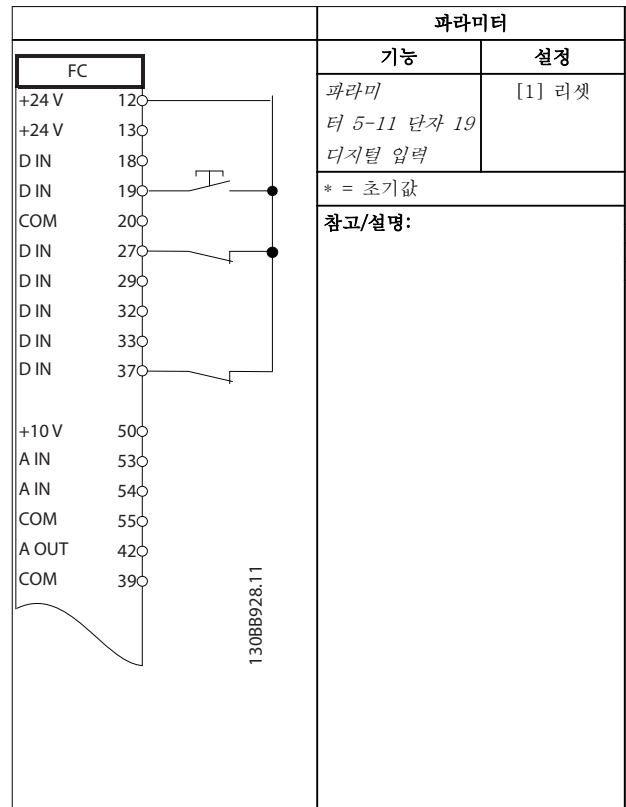 파라미터
기능 설정
파라미
터 5-11 단자 19
디지털 입력
[1] 리셋
* = 초기값
참고/설명:
FC
+24 V 12
+24 V 13
D IN 18
D IN 19
COM 20
D IN 27
D IN 29
D IN 32
D IN 33
D IN 37
+10 V 50
A IN 53
A IN 54
COM 55
A OUT 42
COM 39
130BB928.11